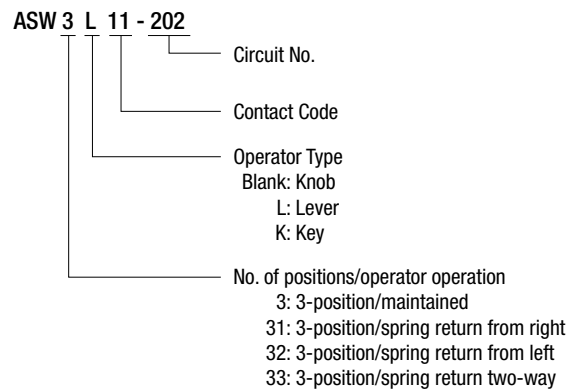 ASW 3 L 11 - 202
Circuit No.
Contact Code
Operator Type
Blank: Knob
L: Lever
K: Key
No. of positions/operator operation
3: 3-position/maintained
31: 3-position/spring return from right
32: 3-position/spring return from left
33: 3-position/spring return two-way